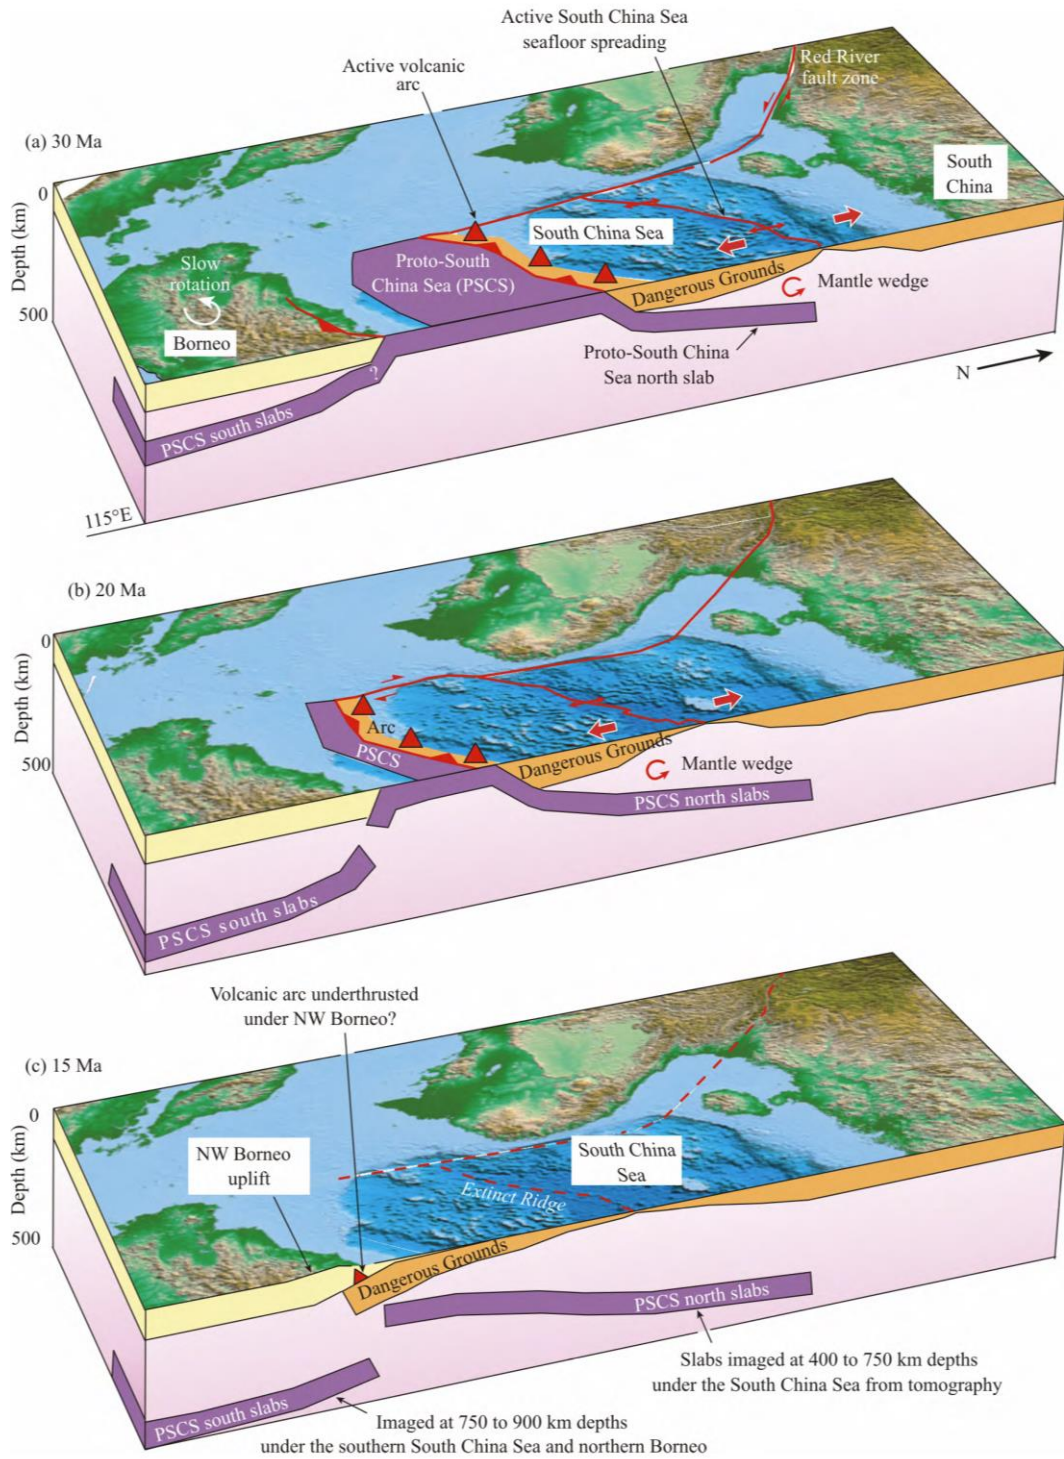 Active South China Sea
seafloor spreading
Active volcanic
arc
Red River
fault zone
(a) 30 Ma
South
China
0
Depth (km)
500
South China Sea
Slow
rotation
Proto-South
China Sea (PSCS)
Dangerous Grounds
Mantle wedge
Borneo
Proto-South China
Sea north slab
N
?
PSCS south slabs
115°E
(b) 20 Ma
0
Depth (km)
500
Arc
PSCS
Dangerous Grounds
Mantle wedge
PSCS north slabs
PSCS south slabs
Volcanic arc underthrusted
under NW Borneo?
(c) 15 Ma
0
Depth (km)
500
NW Borneo
uplift
South China
Sea
Extinct Ridge
Dangerous Grounds
PSCS north slabs
Slabs imaged at 400 to 750 km depths
under the South China Sea from tomography
PSCS south slabs
Imaged at 750 to 900 km depths
under the southern South China Sea and northern Borneo